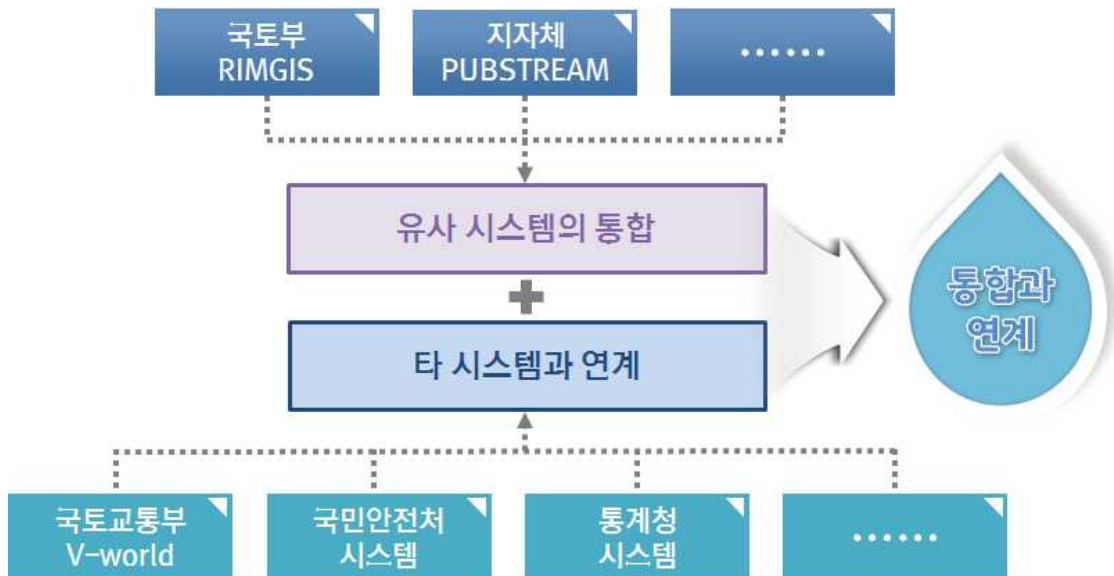 국토부
RIMGIS
지자체
PUBSTREAM
······
유사 시스템의 통합
+
타 시스템과 연계
통합과
연계
국토교통부
V-world
국민안전처
시스템
통계청
시스템
······